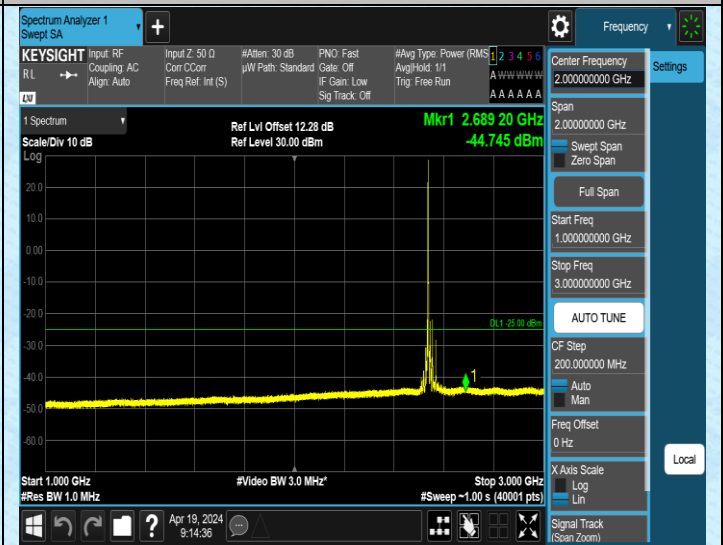 Spectrum Analyzer 1
Swept SA
+
Frequency
KEYSIGHT
RL
LXI
Input: RF
Coupling: AC
Align: Auto
Input Z: 50 Ω
Corr CCorr
Freq Ref: Int (S)
#Atten: 30 dB
µW Path: Standard
PNO: Fast
Gate: Off
IF Gain: Low
Sig Track: Off
#Avg Type: Power (RMS
Avg|Hold: 1/1
Trig: Free Run
1 2 3 4 5 6
A W W W W W
A A A A A A
1 Spectrum
Scale/Div 10 dB
Log
Ref Lvl Offset 12.28 dB
Ref Level 30.00 dBm
Mkr1 2.689 20 GHz
-44.745 dBm
20.0
10.0
0.00
-10.0
-20.0
-30.0
-40.0
-50.0
-60.0
DL1 -25.00 dBm
1
Start 1.000 GHz
#Res BW 1.0 MHz
#Video BW 3.0 MHz*
Stop 3.000 GHz
#Sweep ~1.00 s (40001 pts)
?
Apr 19, 2024
9:14:36
Center Frequency
2.000000000 GHz
Span
2.00000000 GHz
Swept Span
Zero Span
Full Span
Start Freq
1.000000000 GHz
Stop Freq
3.000000000 GHz
AUTO TUNE
CF Step
200.000000 MHz
Auto
Man
Freq Offset
0 Hz
X Axis Scale
Log
Lin
Signal Track
(Span Zoom)
Settings
Local